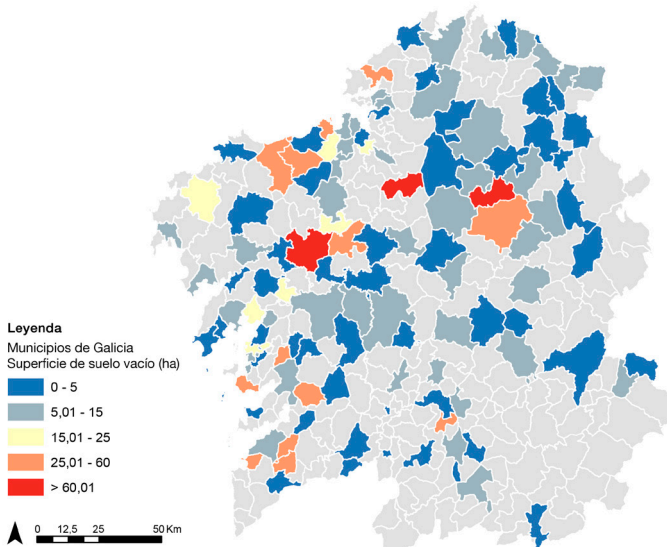 Leyenda
Municipios de Galicia
Superficie de suelo vacío (ha)
0 - 5
5,01 - 15
15,01 - 25
25,01 - 60
> 60,01
0 12,5 25 50 Km